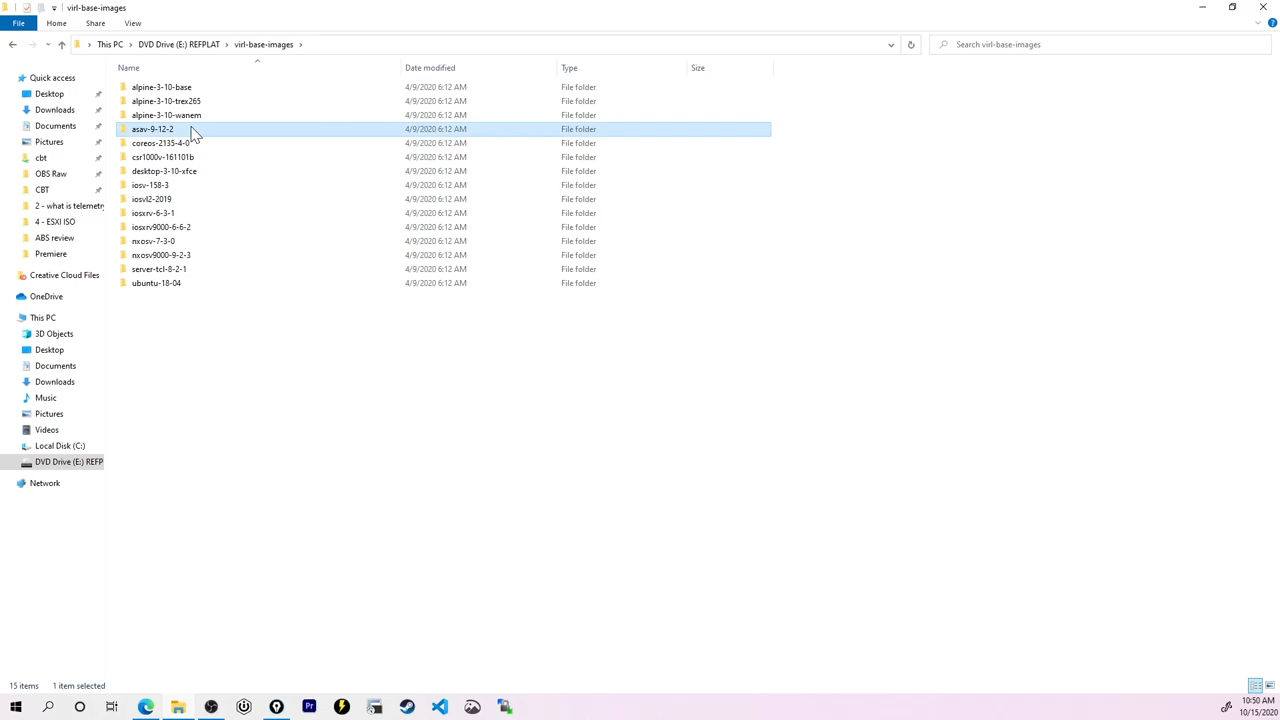 virl-base-images
File Home Share View
This PC DVD Drive (E:) REFPLAT virl-base-images
Search virl-base-images
Name Date modified Type Size
Quick access
Desktop
Downloads
Documents
Pictures
cbt
OBS Raw
CBT
2 - what is telemetry
4 - ESXI ISO
ABS review
Premiere
Creative Cloud Files
OneDrive
This PC
3D Objects
Desktop
Documents
Downloads
Music
Pictures
Videos
Local Disk (C:)
DVD Drive (E:) REFP
Network
alpine-3-10-base 4/9/2020 6:12 AM File folder
alpine-3-10-trex265 4/9/2020 6:12 AM File folder
alpine-3-10-wanem 4/9/2020 6:12 AM File folder
asav-9-12-2 4/9/2020 6:12 AM File folder
coreos-2135-4-0 4/9/2020 6:12 AM File folder
csr1000v-161101b 4/9/2020 6:12 AM File folder
desktop-3-10-xfce 4/9/2020 6:12 AM File folder
iosv-158-3 4/9/2020 6:12 AM File folder
iosvl2-2019 4/9/2020 6:12 AM File folder
iosxrv-6-3-1 4/9/2020 6:12 AM File folder
iosxrv9000-6-6-2 4/9/2020 6:12 AM File folder
nxosv-7-3-0 4/9/2020 6:12 AM File folder
nxosv9000-9-2-3 4/9/2020 6:12 AM File folder
server-tcl-8-2-1 4/9/2020 6:12 AM File folder
ubuntu-18-04 4/9/2020 6:12 AM File folder
15 items 1 item selected
Pr
10:50 AM
10/15/2020